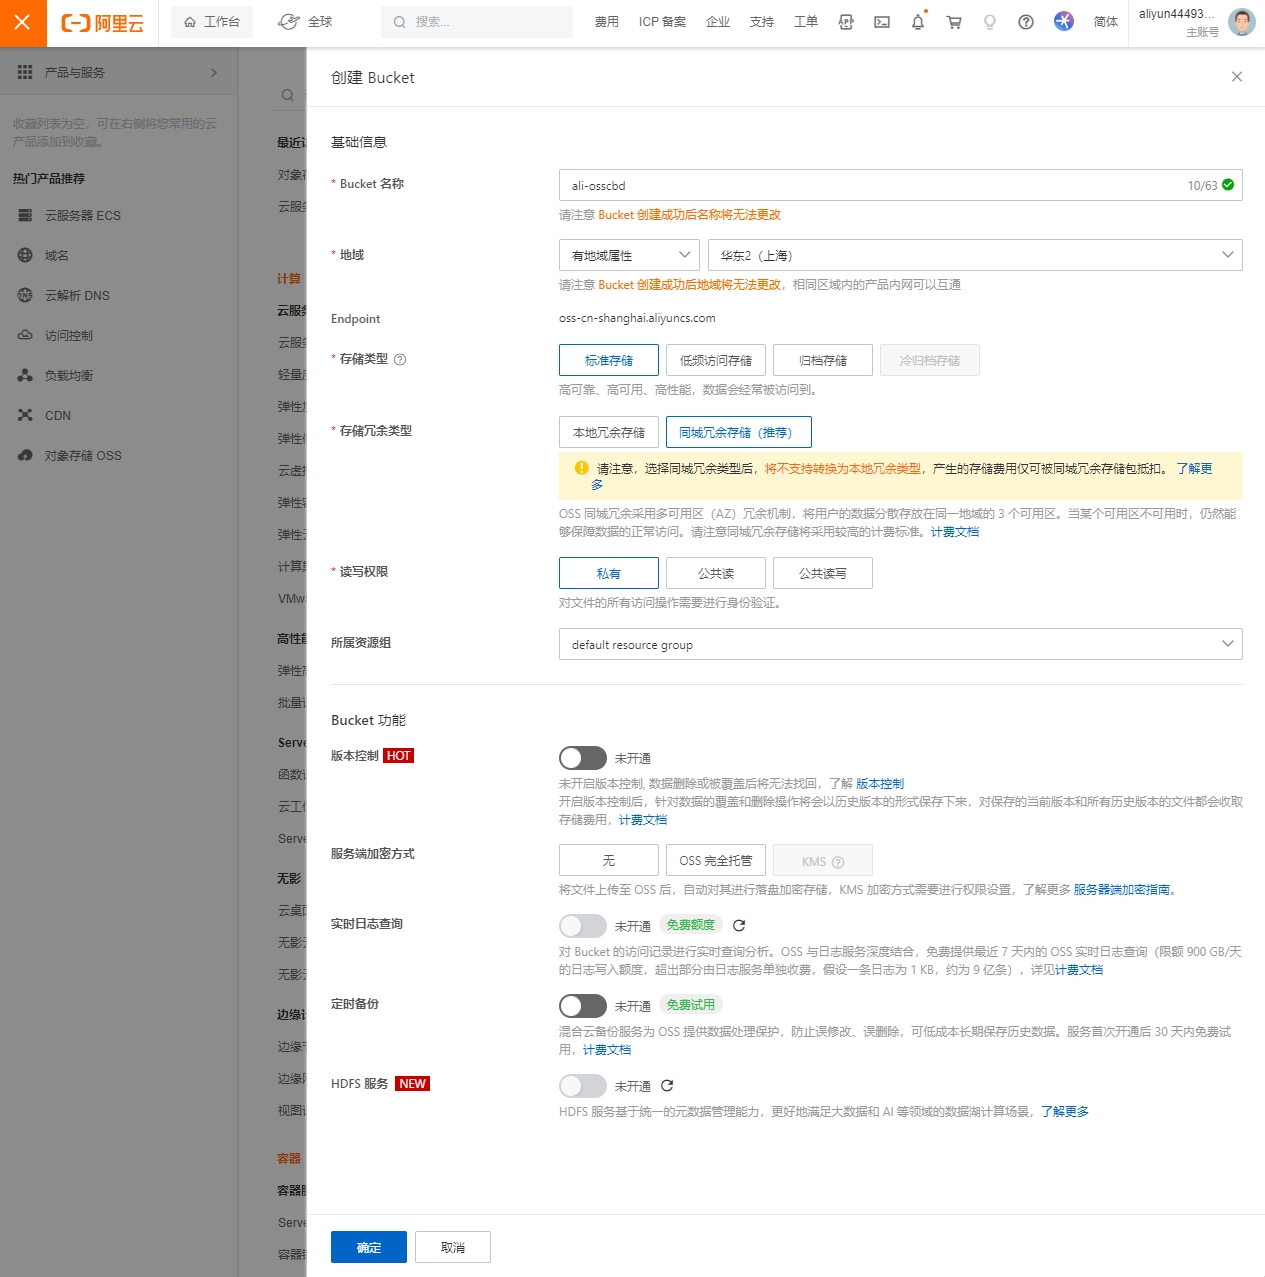 阿里云
工作台
全球
搜索...
费用
ICP 备案
企业
支持
工单
简体
aliyun44493...
主账号
产品与服务
收藏列表为空，可在右侧将您常用的云
产品添加到收藏。
热门产品推荐
云服务器 ECS
域名
云解析 DNS
访问控制
负载均衡
CDN
对象存储 OSS
计算
云服务
轻量
弹性
弹性
云虚拟
弹性
弹性
计算
VMw
高性能
弹性高
批量
Serve
函数
云工
Serve
无影
云桌
无影
无影
边缘
边缘
边缘
视图
容器
容器服
Serve
容器
创建 Bucket
基础信息
* Bucket 名称
ali-osscbd
10/63
请注意 Bucket 创建成功后名称将无法更改
* 地域
有地域属性
华东2（上海）
请注意 Bucket 创建成功后地域将无法更改，相同区域内的产品内网可以互通
Endpoint
oss-cn-shanghai.aliyuncs.com
* 存储类型
标准存储
低频访问存储
归档存储
冷归档存储
高可靠、高可用、高性能，数据会经常被访问到。
* 存储冗余类型
本地冗余存储
同城冗余存储（推荐）
请注意，选择同城冗余类型后，将不支持转换为本地冗余类型，产生的存储费用仅可被同城冗余存储包抵扣。 了解更
多
OSS 同城冗余采用多可用区（AZ）冗余机制，将用户的数据分散存放在同一地域的 3 个可用区。当某个可用区不可用时，仍然能
够保障数据的正常访问。请注意同城冗余存储将采用较高的计费标准。计费文档
* 读写权限
私有
公共读
公共读写
对文件的所有访问操作需要进行身份验证。
所属资源组
default resource group
Bucket 功能
版本控制 HOT
未开通
未开启版本控制, 数据删除或被覆盖后将无法找回，了解 版本控制
开启版本控制后，针对数据的覆盖和删除操作将会以历史版本的形式保存下来，对保存的当前版本和所有历史版本的文件都会收取
存储费用，计费文档
服务端加密方式
无
OSS 完全托管
KMS
将文件上传至 OSS 后，自动对其进行落盘加密存储，KMS 加密方式需要进行权限设置，了解更多 服务器端加密指南。
实时日志查询
未开通
免费额度
对 Bucket 的访问记录进行实时查询分析。OSS 与日志服务深度结合，免费提供最近 7 天内的 OSS 实时日志查询（限额 900 GB/天
的日志写入额度，超出部分由日志服务单独收费，假设一条日志为 1 KB，约为 9 亿条），详见计费文档
定时备份
未开通
免费试用
混合云备份服务为 OSS 提供数据处理保护，防止误修改、误删除，可低成本长期保存历史数据。服务首次开通后 30 天内免费试
用，计费文档
HDFS 服务 NEW
未开通
HDFS 服务基于统一的元数据管理能力，更好地满足大数据和 AI 等领域的数据湖计算场景，了解更多
确定
取消